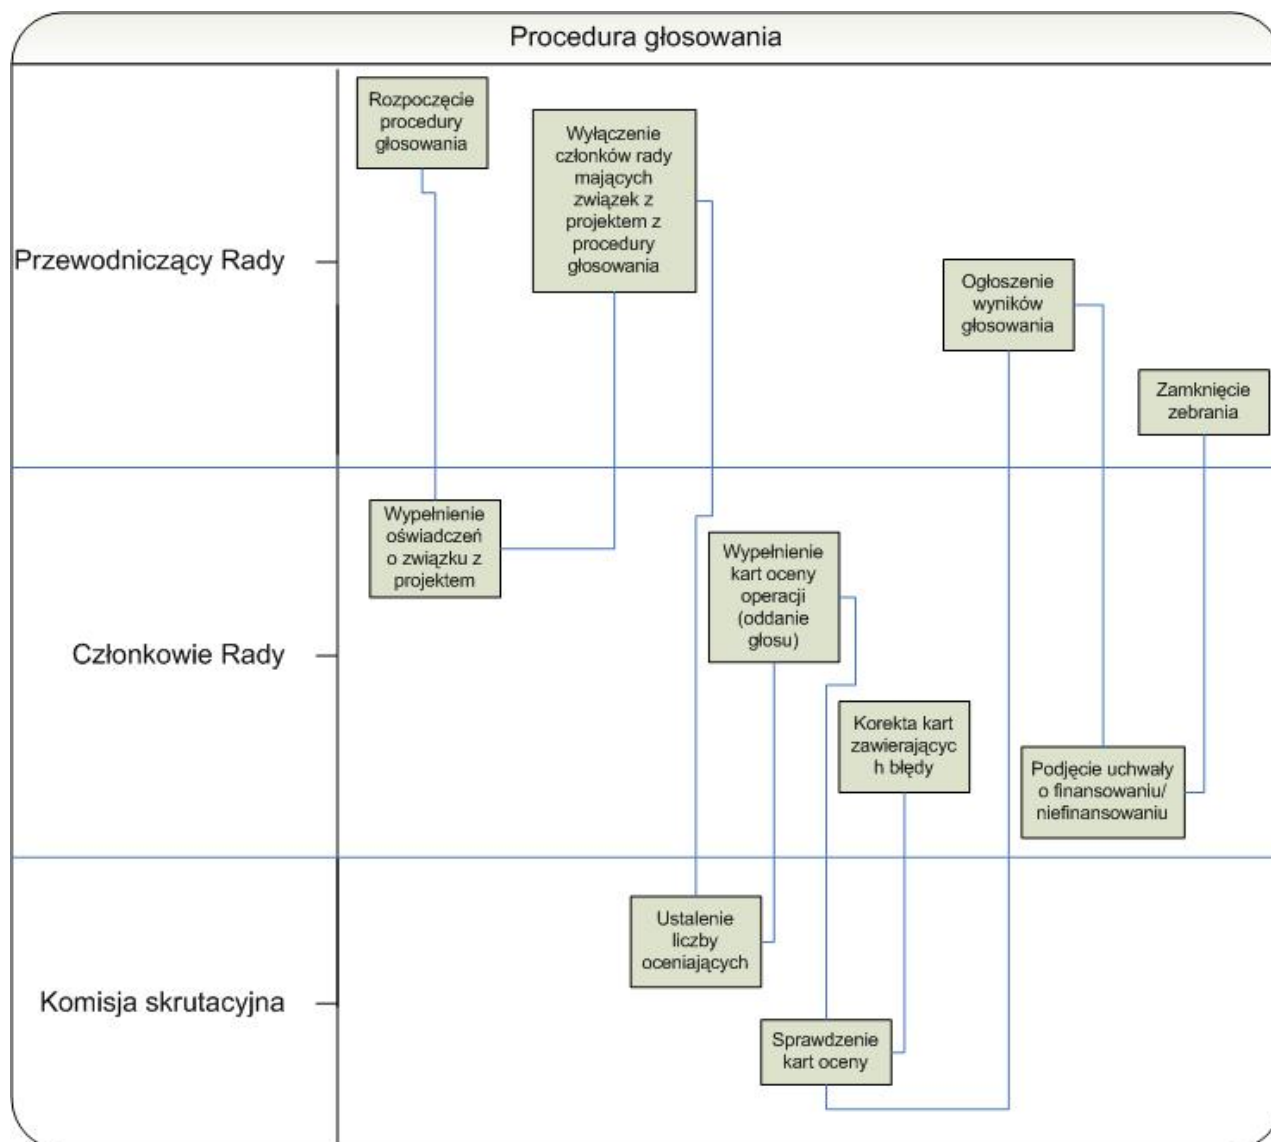 Procedura głosowania
Rozpoczęcie
procedury
głosowania
Wyłączenie
członków rady
mających
związek z
projektem z
procedury
głosowania
Przewodniczący Rady
Ogłoszenie
wyników
głosowania
Zamknięcie
zebrania
Wypełnienie
oświadczeń
o związku z
projektem
Wypełnienie
kart oceny
operacji
(oddanie
głosu)
Członkowie Rady
Korekta kart
zawierającyc
h błędy
Podjęcie uchwały
o finansowaniu/
niefinansowaniu
Ustalenie
liczby
oceniających
Komisja skrutacyjna
Sprawdzenie
kart oceny